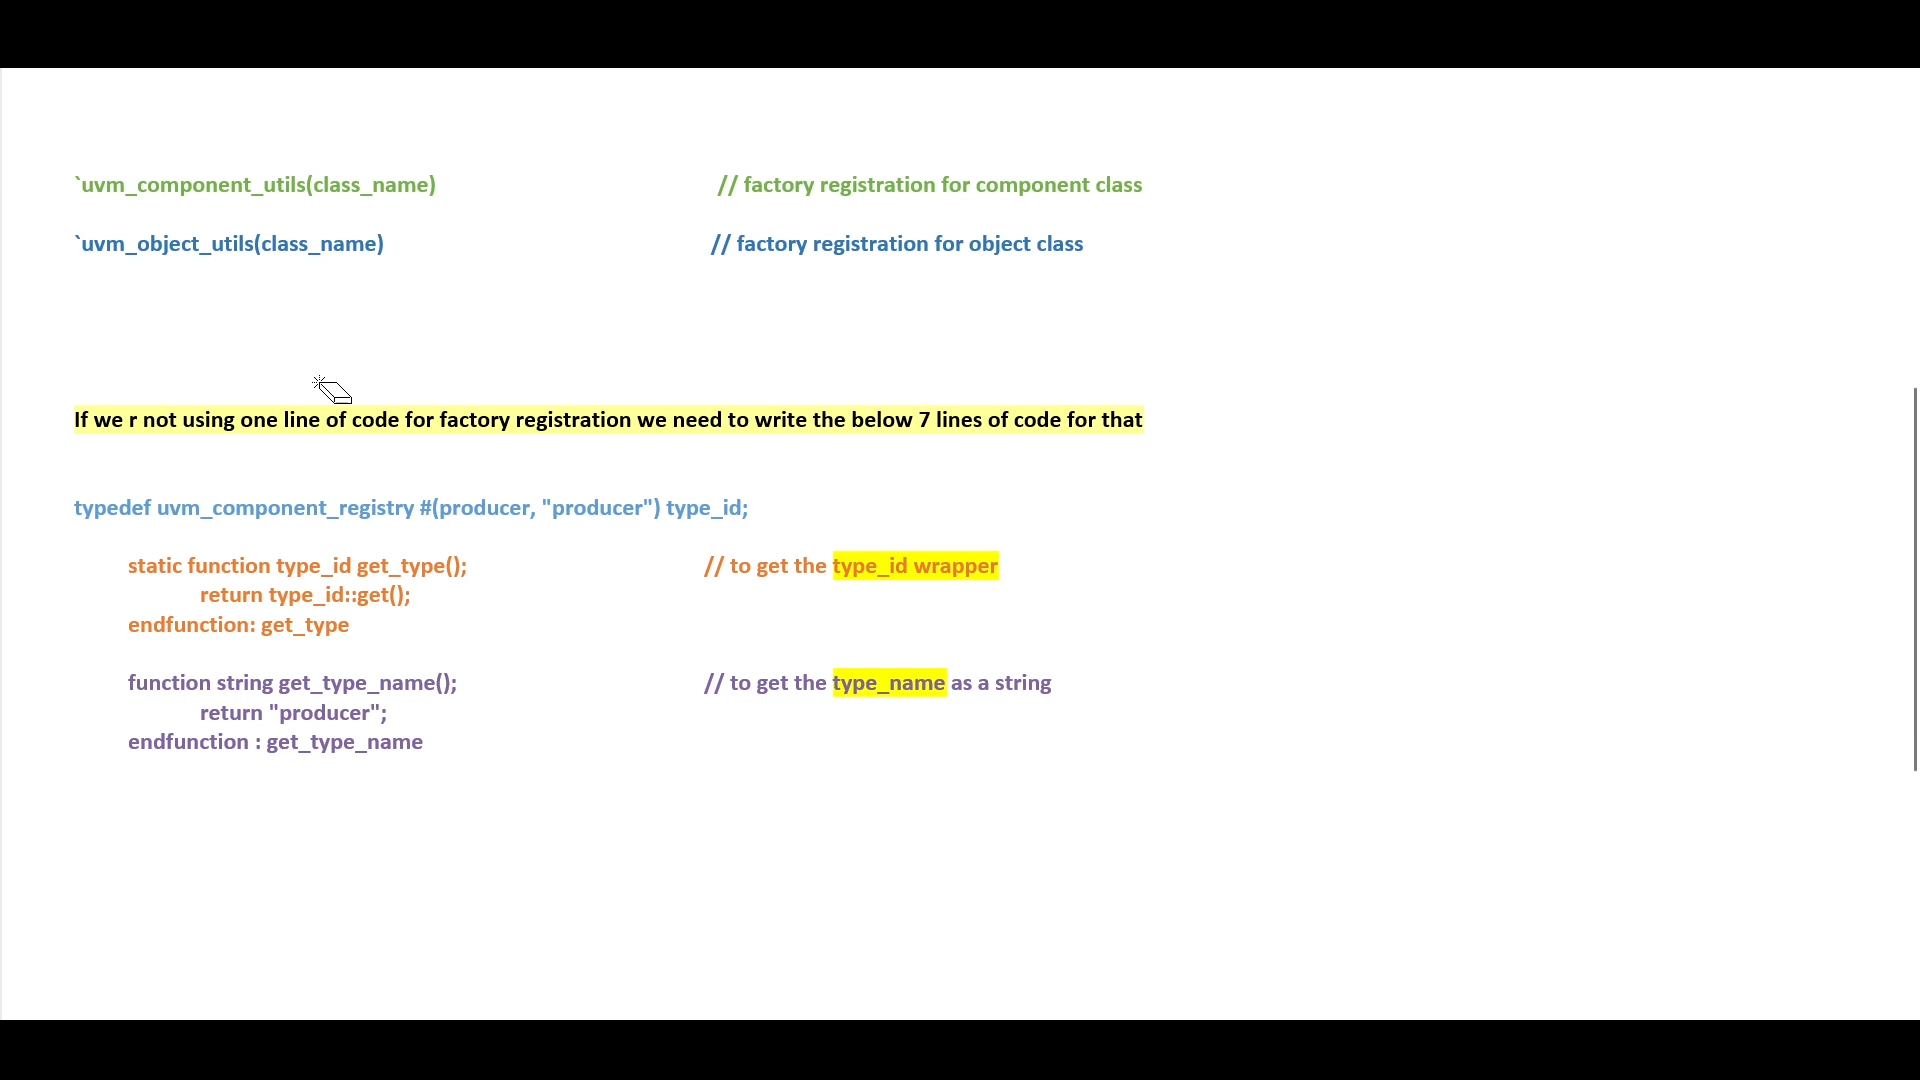 `uvm_component_utils(class_name) // factory registration for component class
`uvm_object_utils(class_name) // factory registration for object class
If we r not using one line of code for factory registration we need to write the below 7 lines of code for that
typedef uvm_component_registry #(producer, "producer") type_id;
static function type_id get_type(); // to get the type_id wrapper
return type_id::get();
endfunction: get_type
function string get_type_name(); // to get the type_name as a string
return "producer";
endfunction : get_type_name